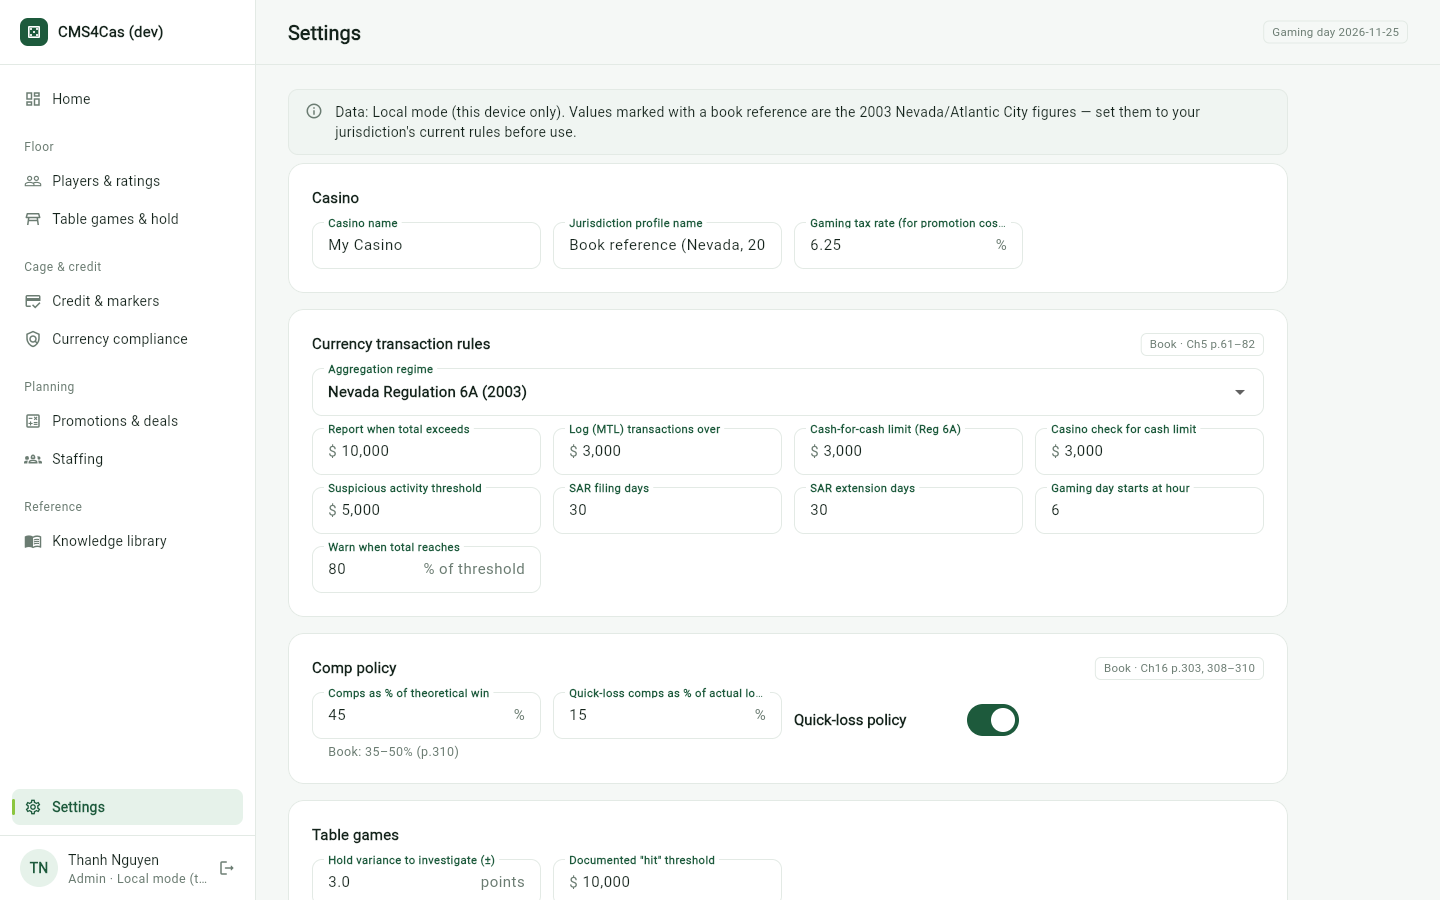 CMS4Cas (dev)
Home
Floor
Players & ratings
Table games & hold
Cage & credit
Credit & markers
Currency compliance
Planning
Promotions & deals
Staffing
Reference
Knowledge library
Settings
TN
Thanh Nguyen
Admin · Local mode (t...
Settings
Gaming day 2026-11-25
Data: Local mode (this device only). Values marked with a book reference are the 2003 Nevada/Atlantic City figures — set them to your
jurisdiction's current rules before use.
Casino
Casino name
My Casino
Jurisdiction profile name
Book reference (Nevada, 20
Gaming tax rate (for promotion cos...
6.25 %
Currency transaction rules
Book · Ch5 p.61–82
Aggregation regime
Nevada Regulation 6A (2003)
Report when total exceeds
$ 10,000
Log (MTL) transactions over
$ 3,000
Cash-for-cash limit (Reg 6A)
$ 3,000
Casino check for cash limit
$ 3,000
Suspicious activity threshold
$ 5,000
SAR filing days
30
SAR extension days
30
Gaming day starts at hour
6
Warn when total reaches
80 % of threshold
Comp policy
Book · Ch16 p.303, 308–310
Comps as % of theoretical win
45 %
Book: 35–50% (p.310)
Quick-loss comps as % of actual lo...
15 %
Quick-loss policy
Table games
Hold variance to investigate (±)
3.0 points
Documented "hit" threshold
$ 10,000